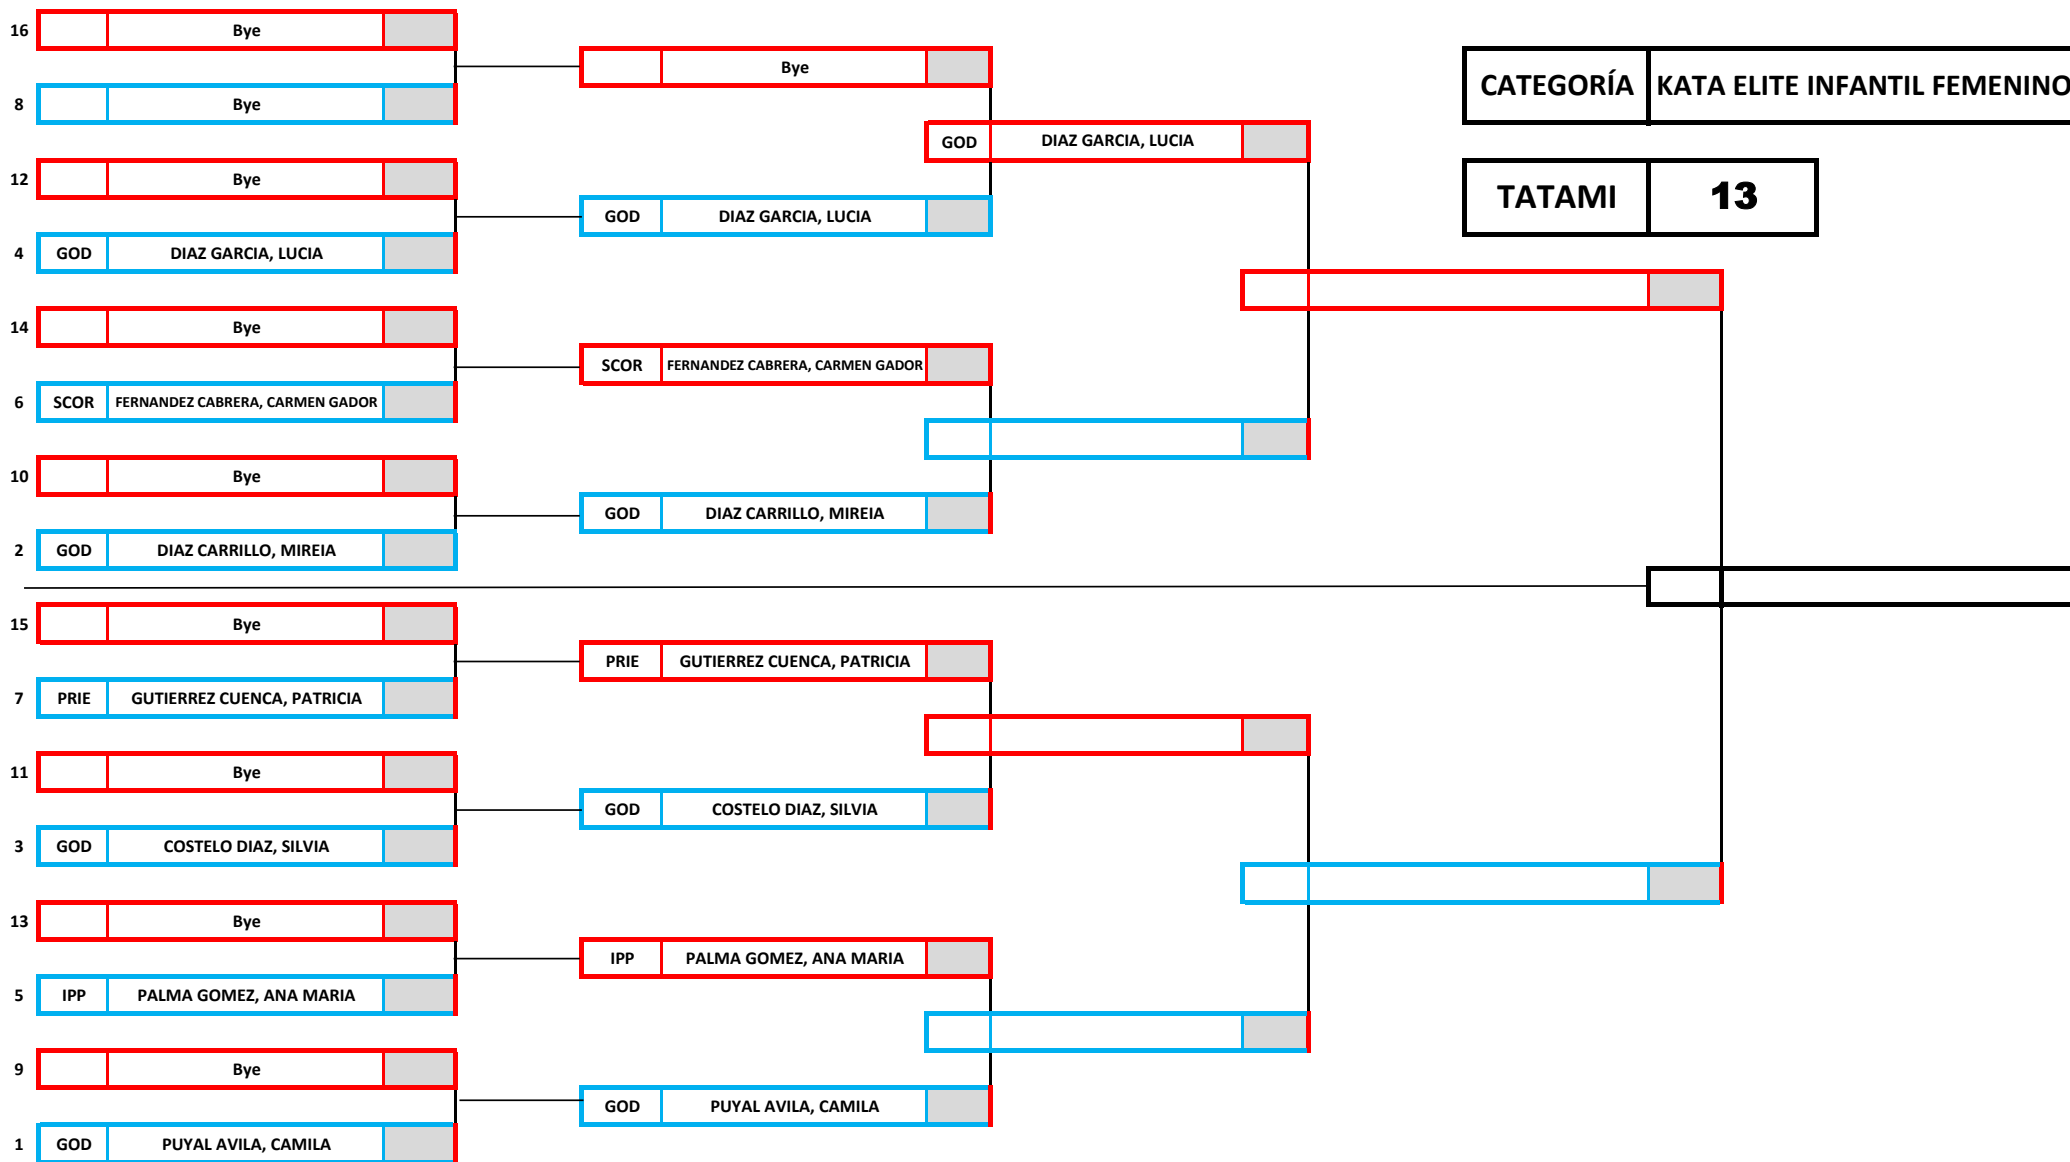 16 Bye
Bye
CATEGORÍA KATA ELITE INFANTIL FEMENINO
8 Bye
GOD DIAZ GARCIA, LUCIA
12 Bye
TATAMI 13
GOD DIAZ GARCIA, LUCIA
4 GOD DIAZ GARCIA, LUCIA
14 Bye
SCOR FERNANDEZ CABRERA, CARMEN GADOR
6 SCOR FERNANDEZ CABRERA, CARMEN GADOR
10 Bye
GOD DIAZ CARRILLO, MIREIA
2 GOD DIAZ CARRILLO, MIREIA
15 Bye
PRIE GUTIERREZ CUENCA, PATRICIA
7 PRIE GUTIERREZ CUENCA, PATRICIA
11 Bye
GOD COSTELO DIAZ, SILVIA
3 GOD COSTELO DIAZ, SILVIA
13 Bye
IPP PALMA GOMEZ, ANA MARIA
5 IPP PALMA GOMEZ, ANA MARIA
9 Bye
GOD PUYAL AVILA, CAMILA
1 GOD PUYAL AVILA, CAMILA